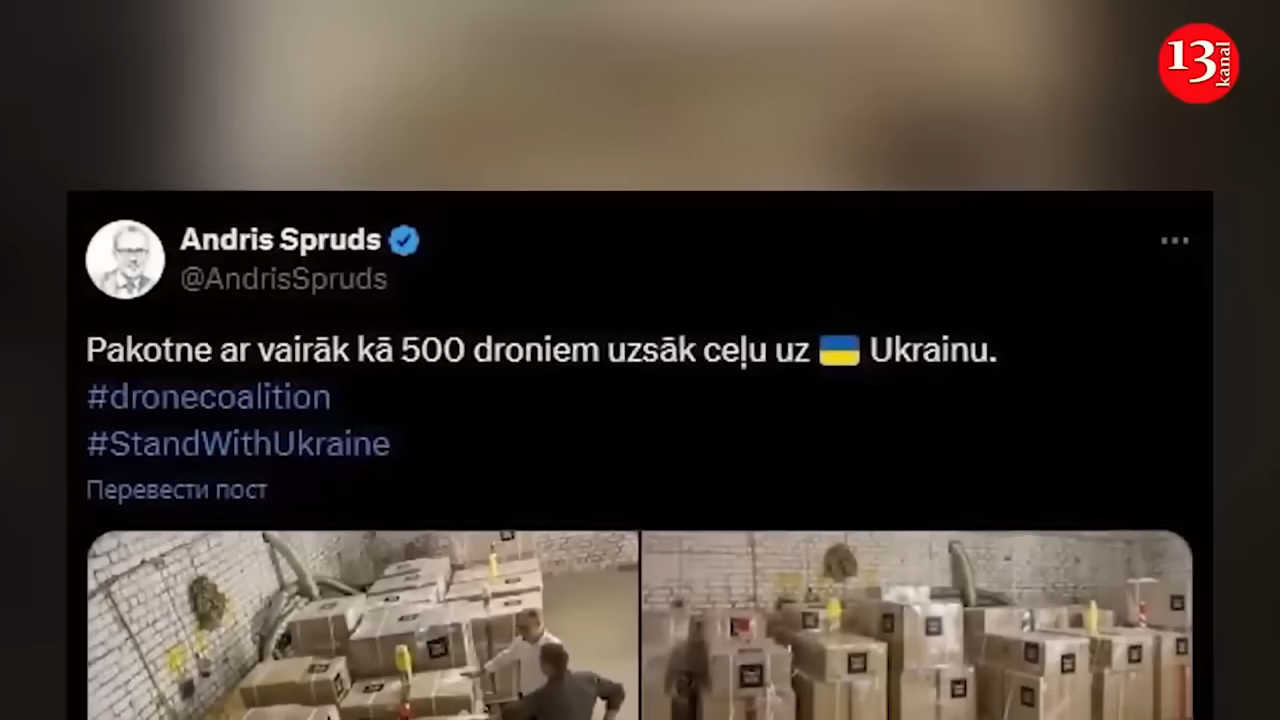 13
kanal
Andris Spruds
@AndrisSpruds
Pakotne ar vairāk kā 500 droniem uzsāk ceļu uz 🇺🇦 Ukrainu.
#dronecoalition
#StandWithUkraine
Перевести пост